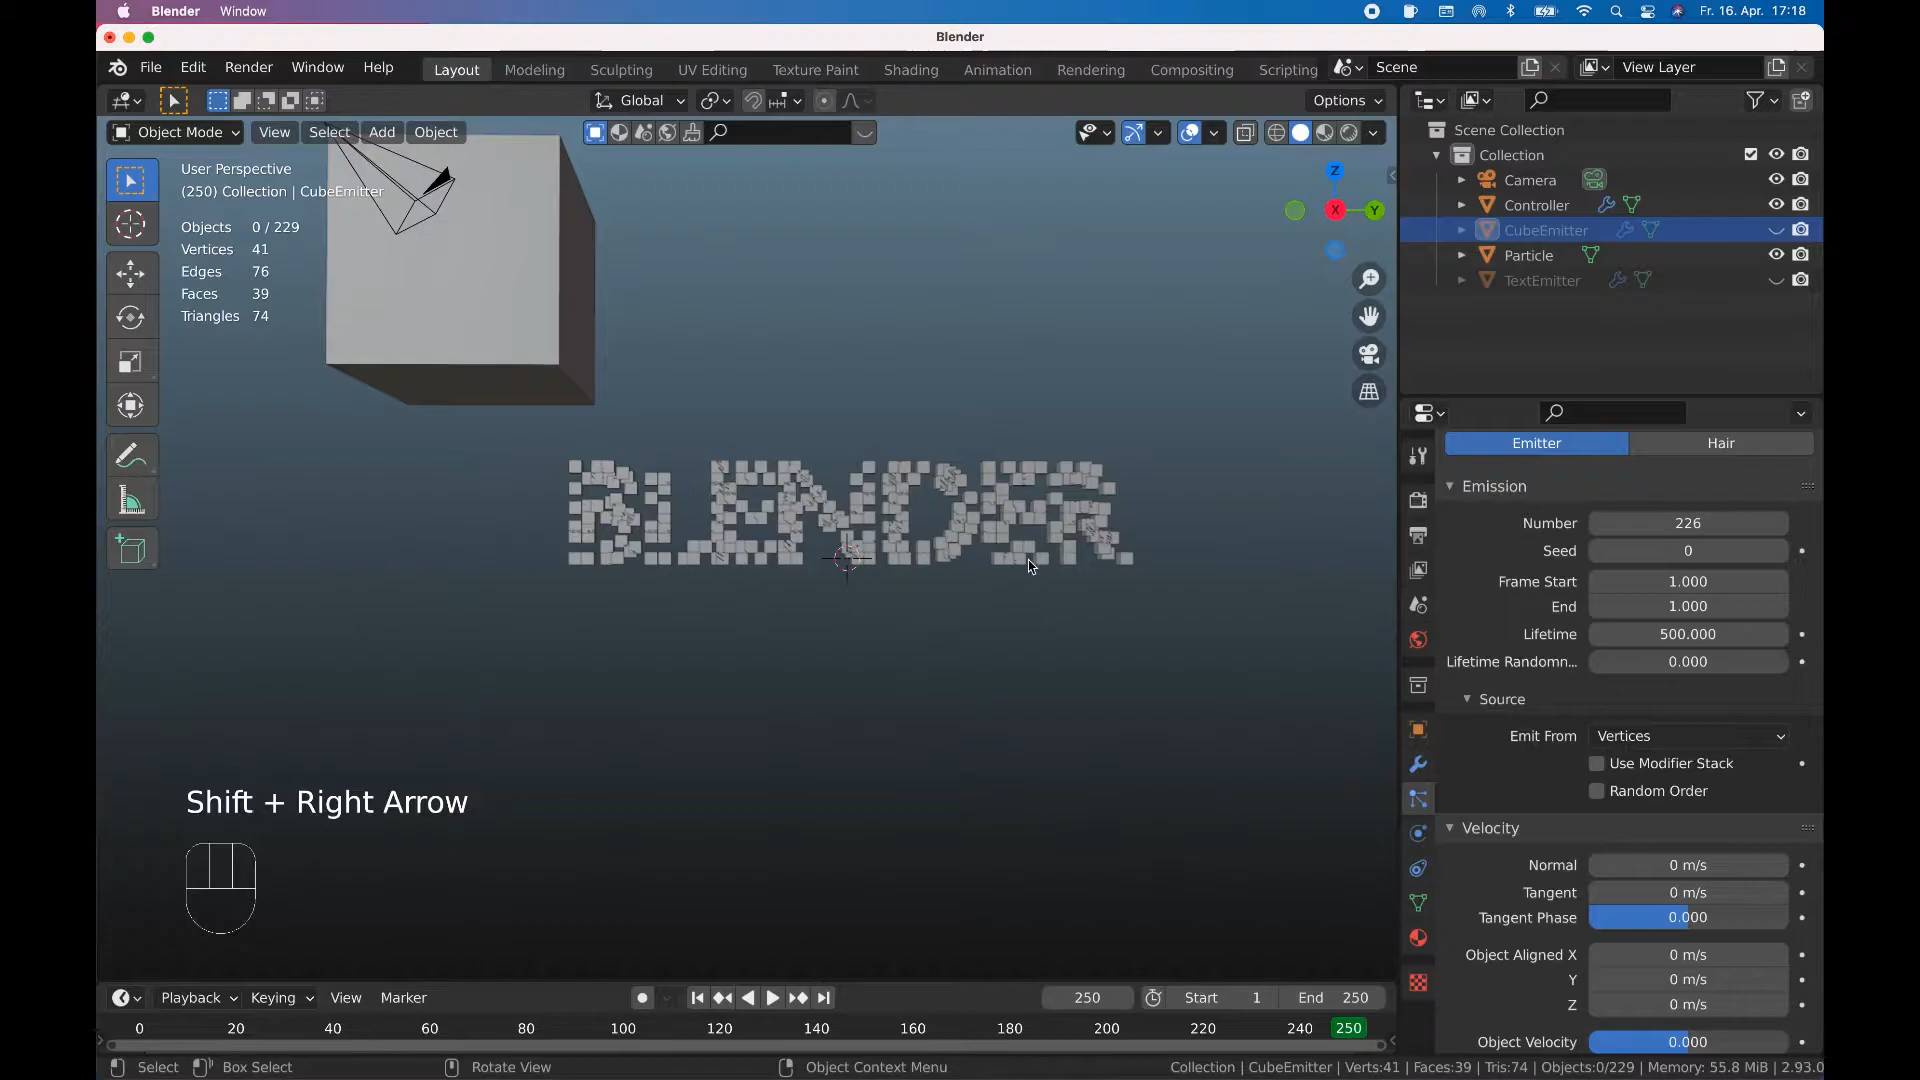 Blender Window Fr. 16. Apr. 17:18
Blender
File Edit Render Window Help Layout Modeling Sculpting UV Editing Texture Paint Shading Animation Rendering Compositing Scripting Scene View Layer
Global Options
Object Mode View Select Add Object
User Perspective
(250) Collection | CubeEmitter
Objects 0 / 229
Vertices 41
Edges 76
Faces 39
Triangles 74
Z
X
Y
BLENDER
Shift + Right Arrow
Scene Collection
Collection
Camera
Controller
CubeEmitter
Particle
TextEmitter
Emitter Hair
Emission
Number 226
Seed 0
Frame Start 1.000
End 1.000
Lifetime 500.000
Lifetime Randomn... 0.000
Source
Emit From Vertices
Use Modifier Stack
Random Order
Velocity
Normal 0 m/s
Tangent 0 m/s
Tangent Phase 0.000
Object Aligned X 0 m/s
Y 0 m/s
Z 0 m/s
Object Velocity 0.000
Playback Keying View Marker 250 Start 1 End 250
0 20 40 60 80 100 120 140 160 180 200 220 240 250
Select Box Select Rotate View Object Context Menu Collection | CubeEmitter | Verts:41 | Faces:39 | Tris:74 | Objects:0/229 | Memory: 55.8 MiB | 2.93.0